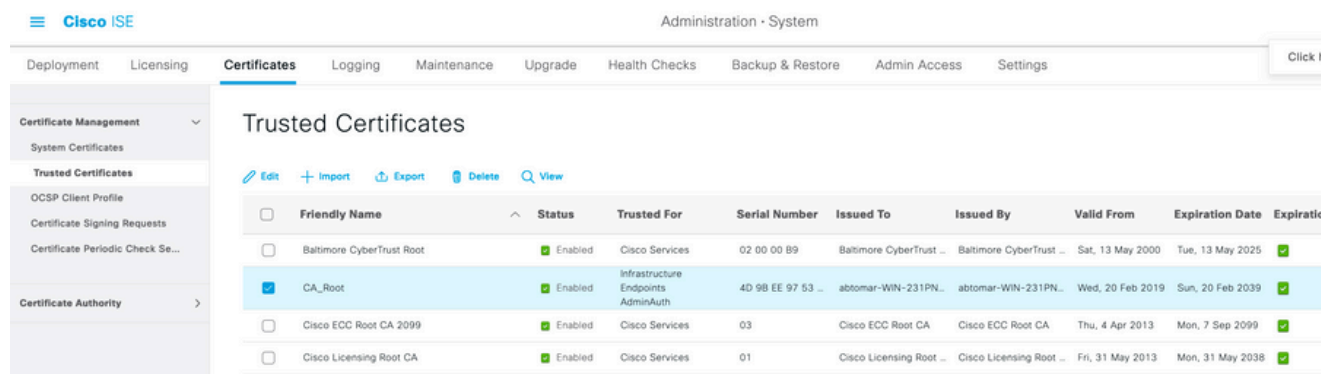 Cisco ISE
Administration · System
Deployment Licensing Certificates Logging Maintenance Upgrade Health Checks Backup & Restore Admin Access Settings
Click
Certificate Management
System Certificates
Trusted Certificates
OCSP Client Profile
Certificate Signing Requests
Certificate Periodic Check Se...
Certificate Authority
Trusted Certificates
Edit Import Export Delete View
Friendly Name Status Trusted For Serial Number Issued To Issued By Valid From Expiration Date Expiratio
Baltimore CyberTrust Root Enabled Cisco Services 02 00 00 B9 Baltimore CyberTrust ... Baltimore CyberTrust ... Sat, 13 May 2000 Tue, 13 May 2025
CA_Root Enabled Infrastructure Endpoints AdminAuth 4D 9B EE 97 53 ... abtomar-WIN-231PN... abtomar-WIN-231PN... Wed, 20 Feb 2019 Sun, 20 Feb 2039
Cisco ECC Root CA 2099 Enabled Cisco Services 03 Cisco ECC Root CA Cisco ECC Root CA Thu, 4 Apr 2013 Mon, 7 Sep 2099
Cisco Licensing Root CA Enabled Cisco Services 01 Cisco Licensing Root ... Cisco Licensing Root ... Fri, 31 May 2013 Mon, 31 May 2038